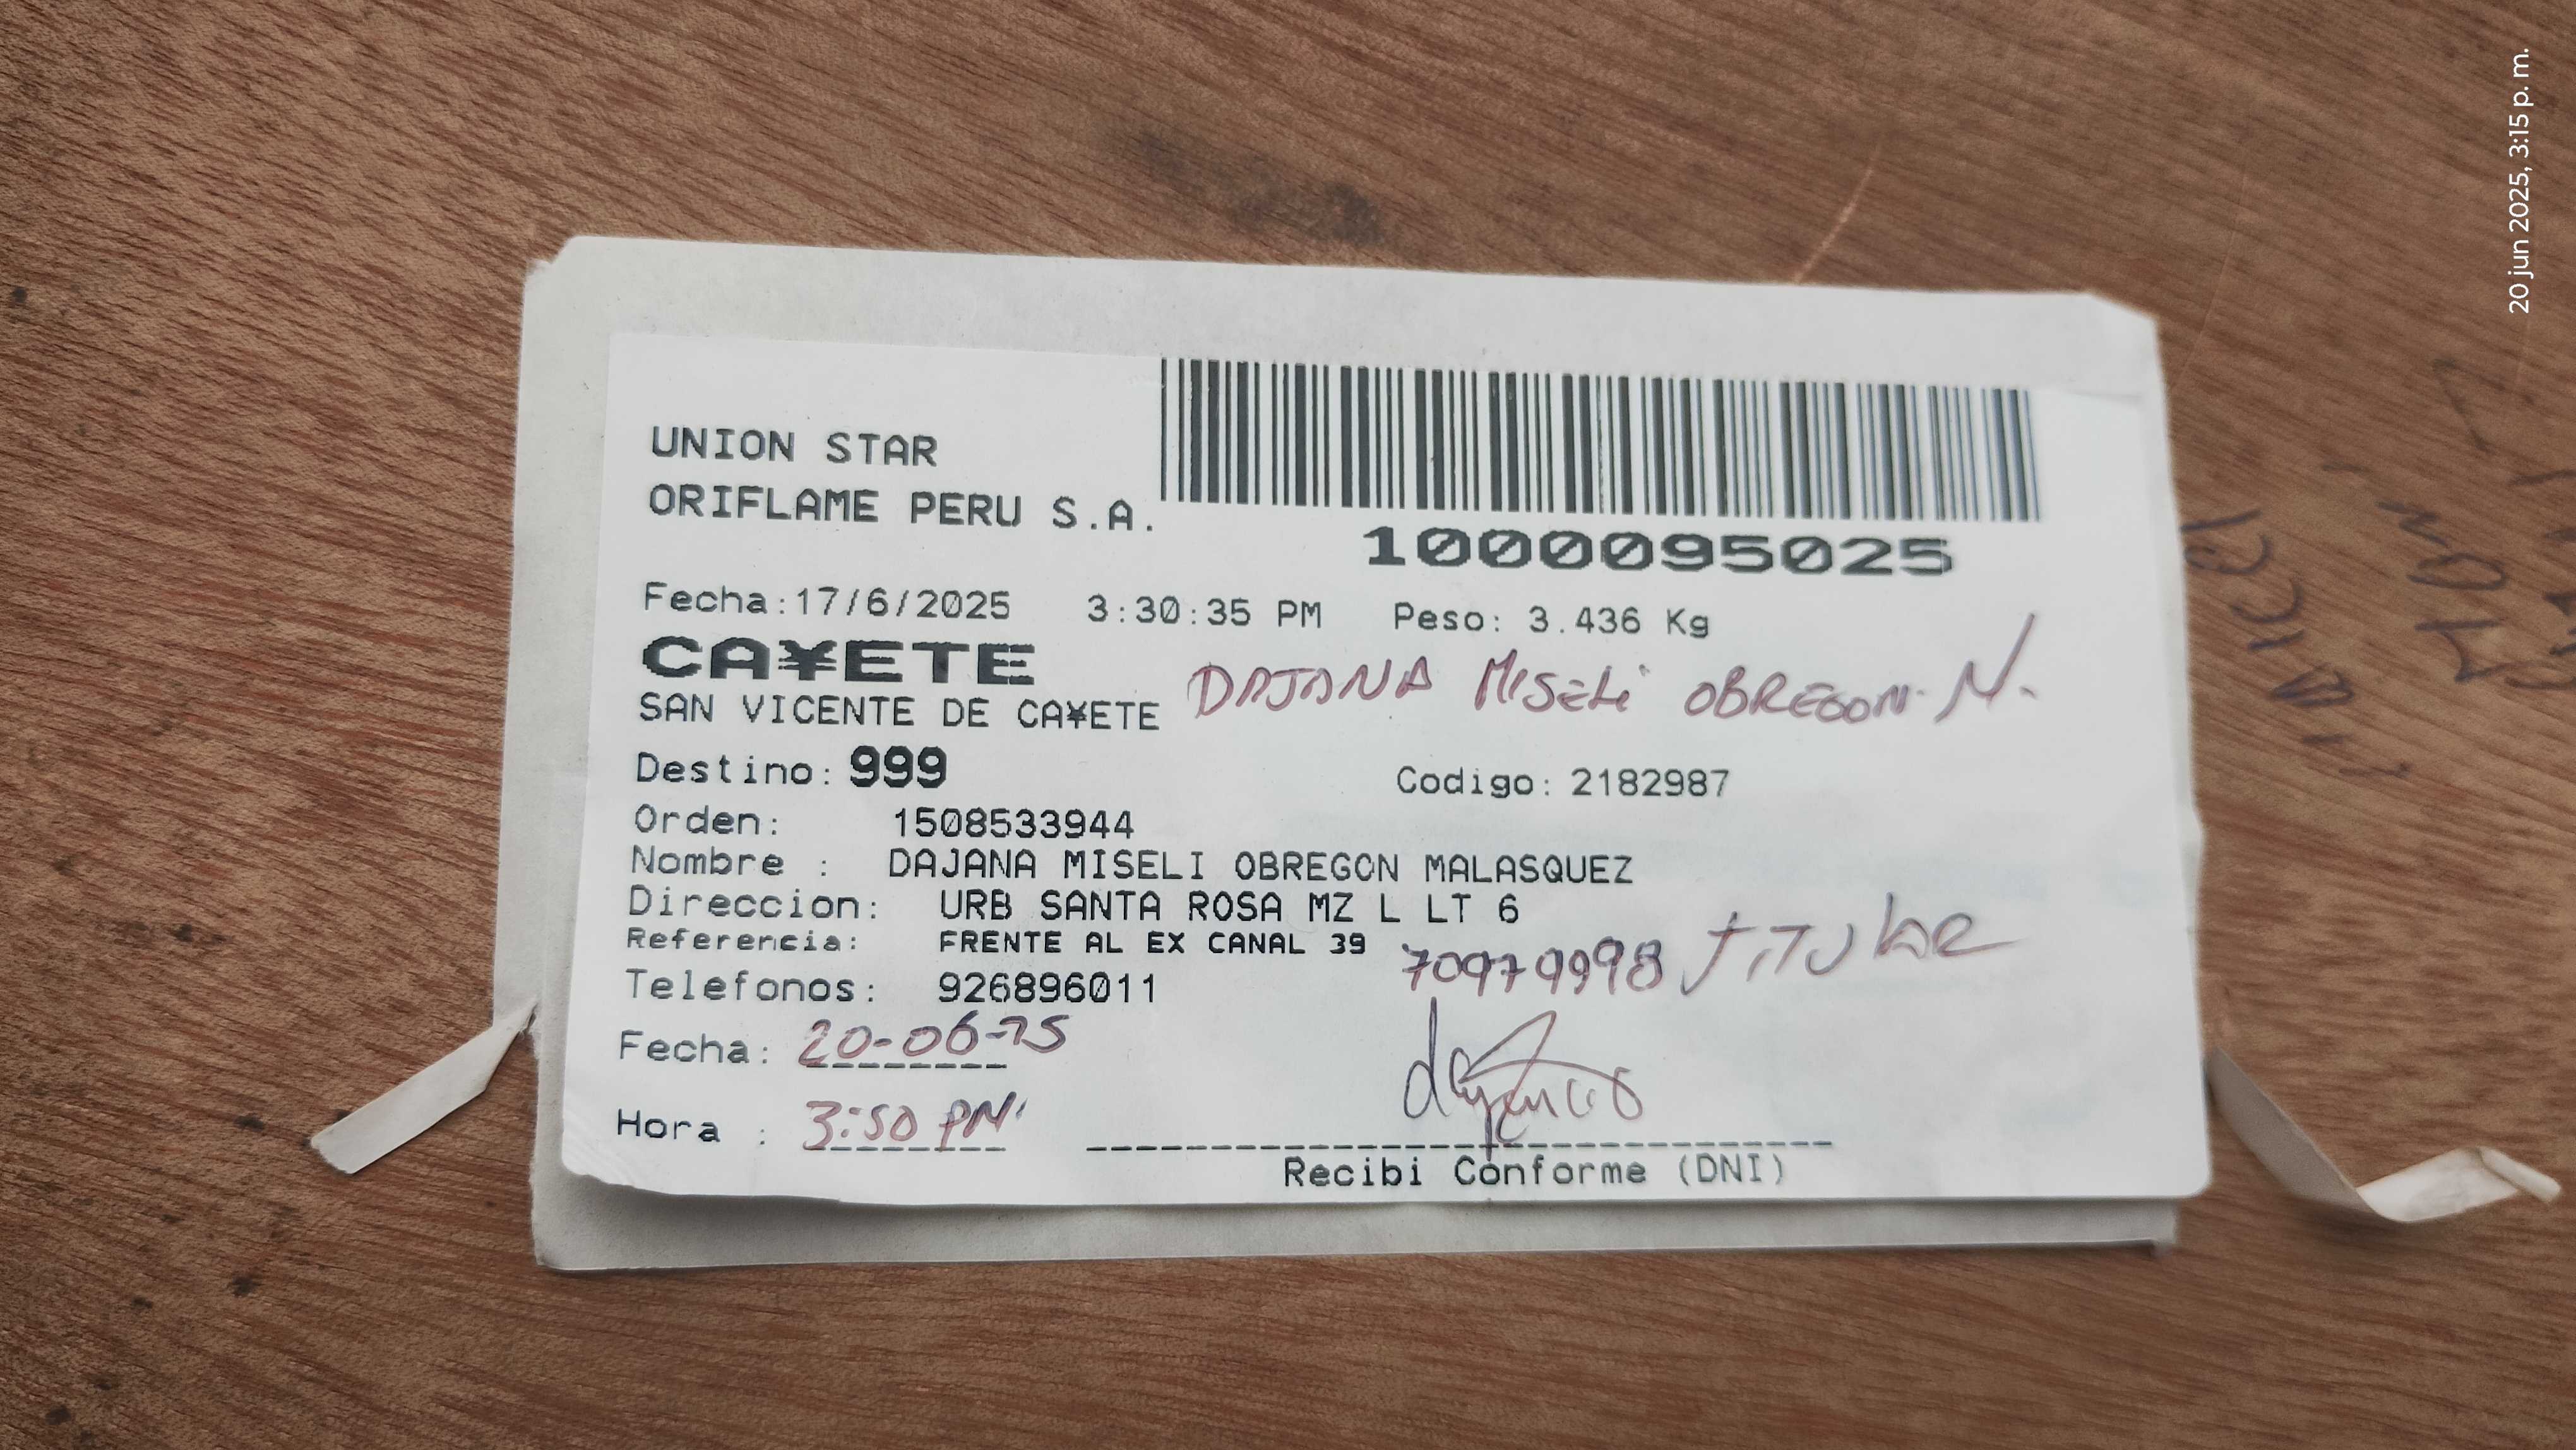 20 jun 2025, 3:15 p. m.
UNION STAR
ORIFLAME PERU S.A.
1000095025
Fecha:17/6/2025 3:30:35 PM Peso: 3.436 Kg
CA¥ETE
DAJANA MISELi OBREGON N.
SAN VICENTE DE CA¥ETE
Destino: 999 Codigo: 2182987
Orden: 1508533944
Nombre : DAJANA MISELI OBREGON MALASQUEZ
Direccion: URB SANTA ROSA MZ L LT 6
Referencia: FRENTE AL EX CANAL 39
70979998 TiTULAR
Telefonos: 926896011
Fecha: 20-06-25
Hora : 3:50 PM
Recibi Conforme (DNI)